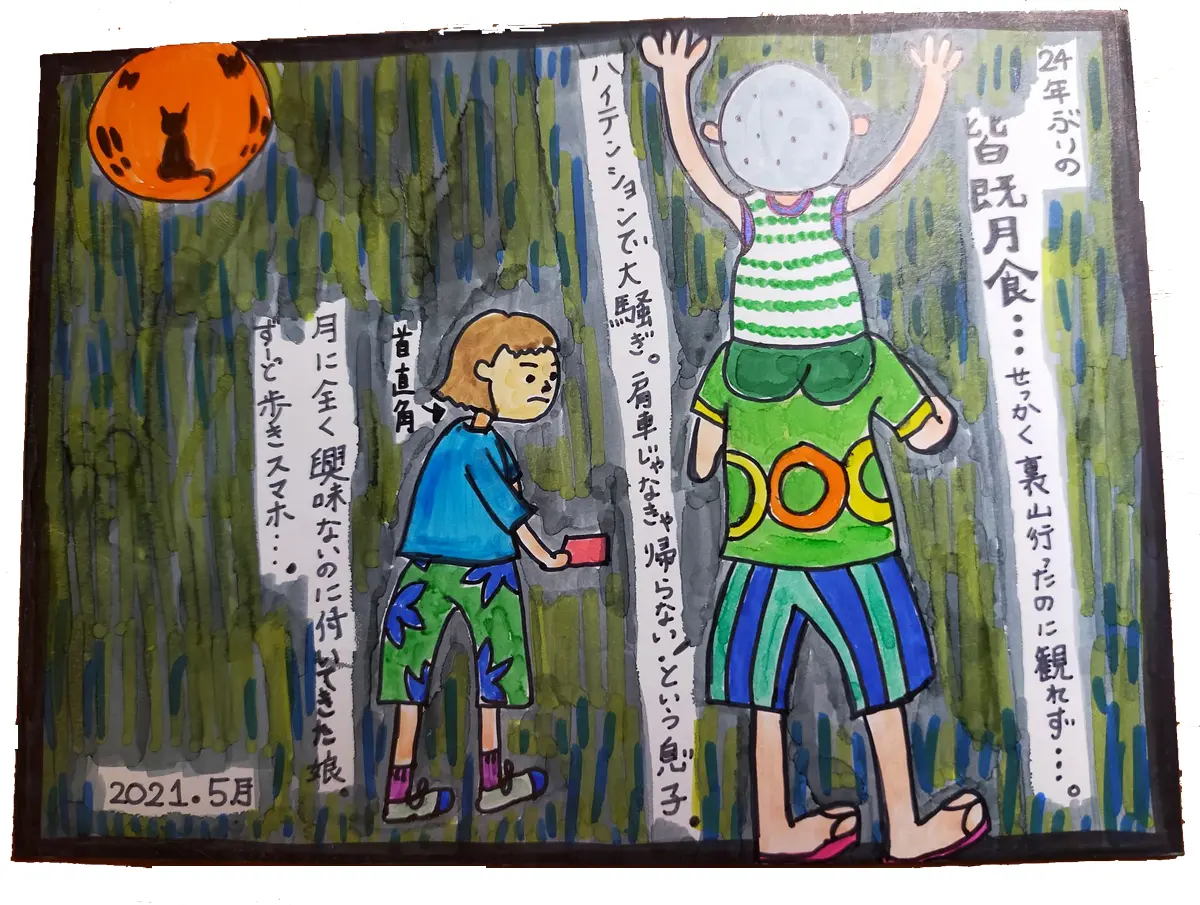 24年ぶりの
皆既月食…せっかく裏山行ったのに観れず…。
ハイテンションで大騒ぎ。肩車じゃなきゃ帰らない!という息子.
首直角
月に全く興味ないのに付いてきた娘.
ずーっと歩きスマホ...
2021.5月